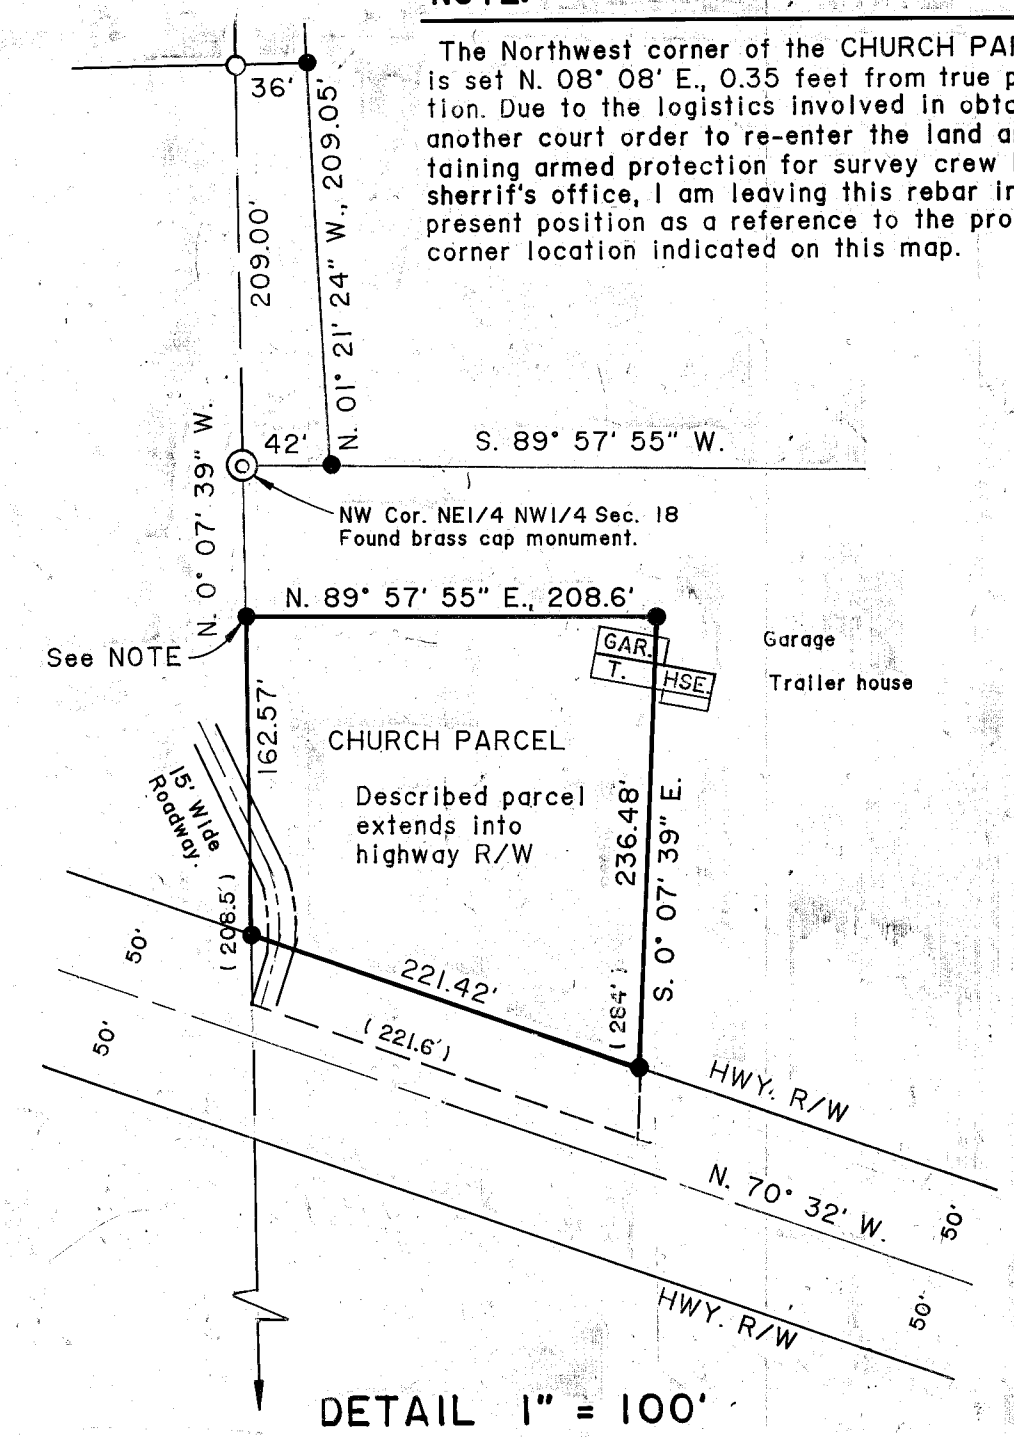 NOTE:
The Northwest corner of the CHURCH
is set N. 08° 08' E., 0.35 feet from true
tion. Due to the logistics involved in
another court order to re-enter the land
taining armed protection for survey crew
sherrif's office, I am leaving this rebar
present position as a reference to the
corner location indicated on this map.
36'
209.00'
N. 01° 21' 24" W., 209.05'
N. 0° 07' 39" W.
42'
S. 89° 57' 55" W.
NW Cor. NE1/4 NW1/4 Sec. 18
Found brass cap monument.
N. 89° 57' 55" E., 208.6'
See NOTE
GAR.
T. HSE.
Garage
Trailer house
162.57'
CHURCH PARCEL
Described parcel
extends into
highway R/W
15' Wide
Roadway.
236.48'
S. 0° 07' 39" E.
(208.5')
221.42'
(284')
(221.6')
50'
50'
HWY. R/W
N. 70° 32' W.
50'
50'
HWY. R/W
DETAIL 1" = 100'